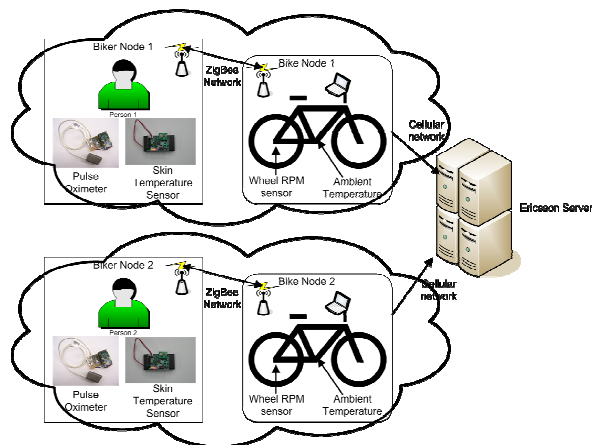 Biker Node 1
ZigBee
Network
Bike Node 1
Person 1
Pulse
Oximeter
Skin
Temperature
Sensor
Wheel RPM
sensor
Ambient
Temperature
Cellular
network
Ericsson Server
Biker Node 2
ZigBee
Network
Bike Node 2
Cellular
network
Person 2
Pulse
Oximeter
Skin
Temperature
Sensor
Wheel RPM
sensor
Ambient
Temperature